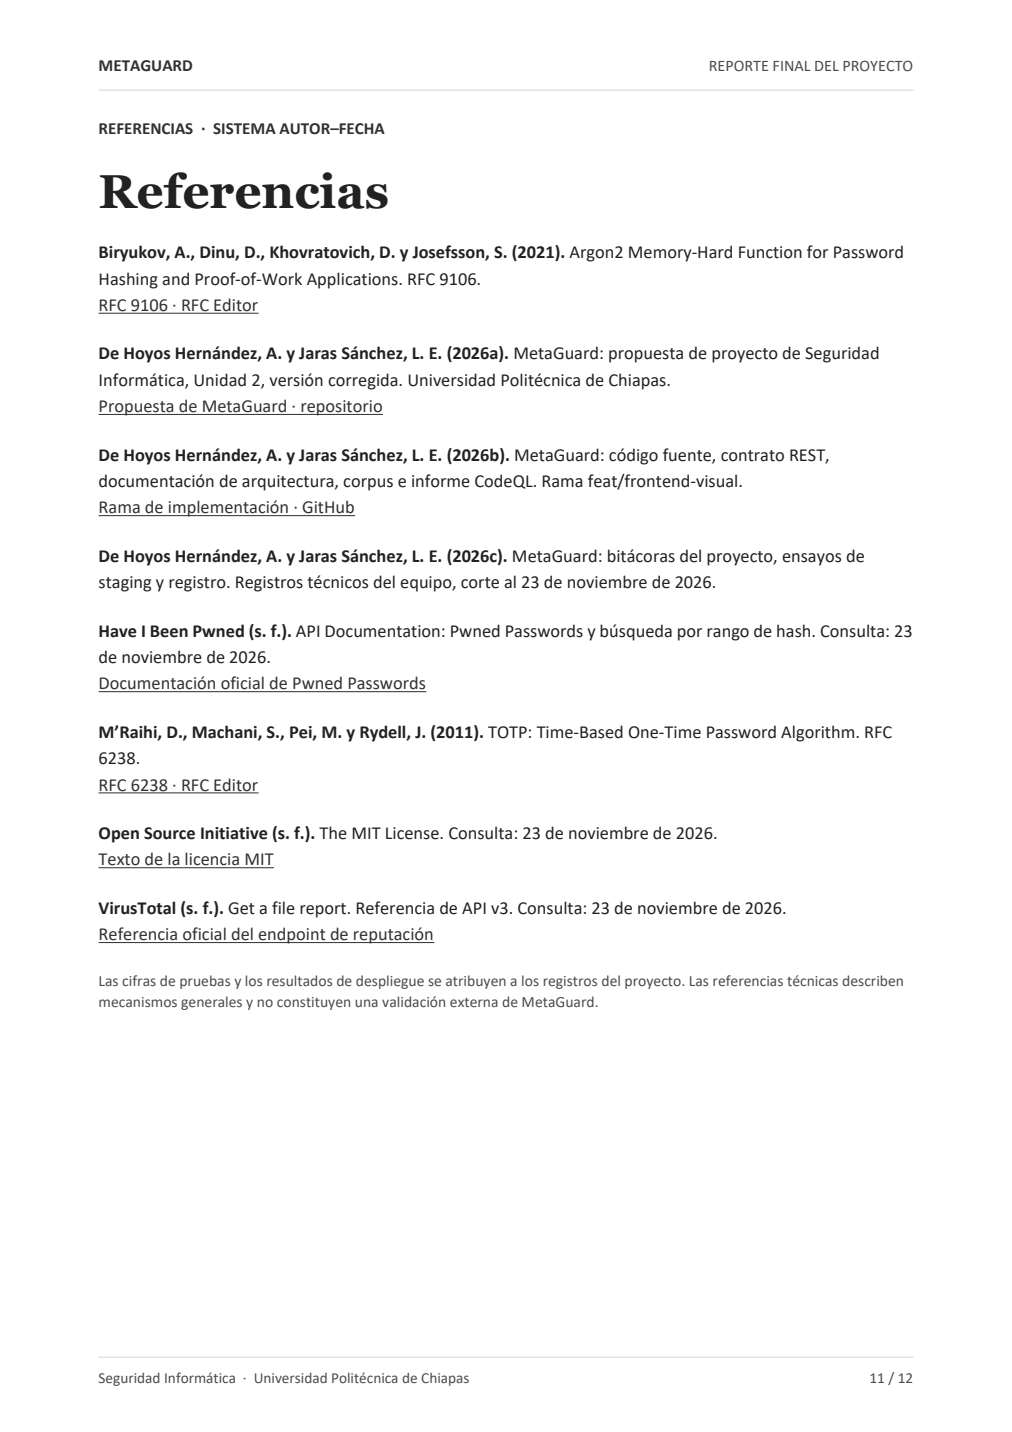 METAGUARD
REPORTE FINAL DEL PROYECTO
REFERENCIAS · SISTEMA AUTOR–FECHA
Referencias
Biryukov, A., Dinu, D., Khovratovich, D. y Josefsson, S. (2021). Argon2 Memory-Hard Function for Password
Hashing and Proof-of-Work Applications. RFC 9106.
RFC 9106 · RFC Editor
De Hoyos Hernández, A. y Jaras Sánchez, L. E. (2026a). MetaGuard: propuesta de proyecto de Seguridad
Informática, Unidad 2, versión corregida. Universidad Politécnica de Chiapas.
Propuesta de MetaGuard · repositorio
De Hoyos Hernández, A. y Jaras Sánchez, L. E. (2026b). MetaGuard: código fuente, contrato REST,
documentación de arquitectura, corpus e informe CodeQL. Rama feat/frontend-visual.
Rama de implementación · GitHub
De Hoyos Hernández, A. y Jaras Sánchez, L. E. (2026c). MetaGuard: bitácoras del proyecto, ensayos de
staging y registro. Registros técnicos del equipo, corte al 23 de noviembre de 2026.
Have I Been Pwned (s. f.). API Documentation: Pwned Passwords y búsqueda por rango de hash. Consulta: 23
de noviembre de 2026.
Documentación oficial de Pwned Passwords
M’Raihi, D., Machani, S., Pei, M. y Rydell, J. (2011). TOTP: Time-Based One-Time Password Algorithm. RFC
6238.
RFC 6238 · RFC Editor
Open Source Initiative (s. f.). The MIT License. Consulta: 23 de noviembre de 2026.
Texto de la licencia MIT
VirusTotal (s. f.). Get a file report. Referencia de API v3. Consulta: 23 de noviembre de 2026.
Referencia oficial del endpoint de reputación
Las cifras de pruebas y los resultados de despliegue se atribuyen a los registros del proyecto. Las referencias técnicas describen
mecanismos generales y no constituyen una validación externa de MetaGuard.
Seguridad Informática · Universidad Politécnica de Chiapas
11 / 12